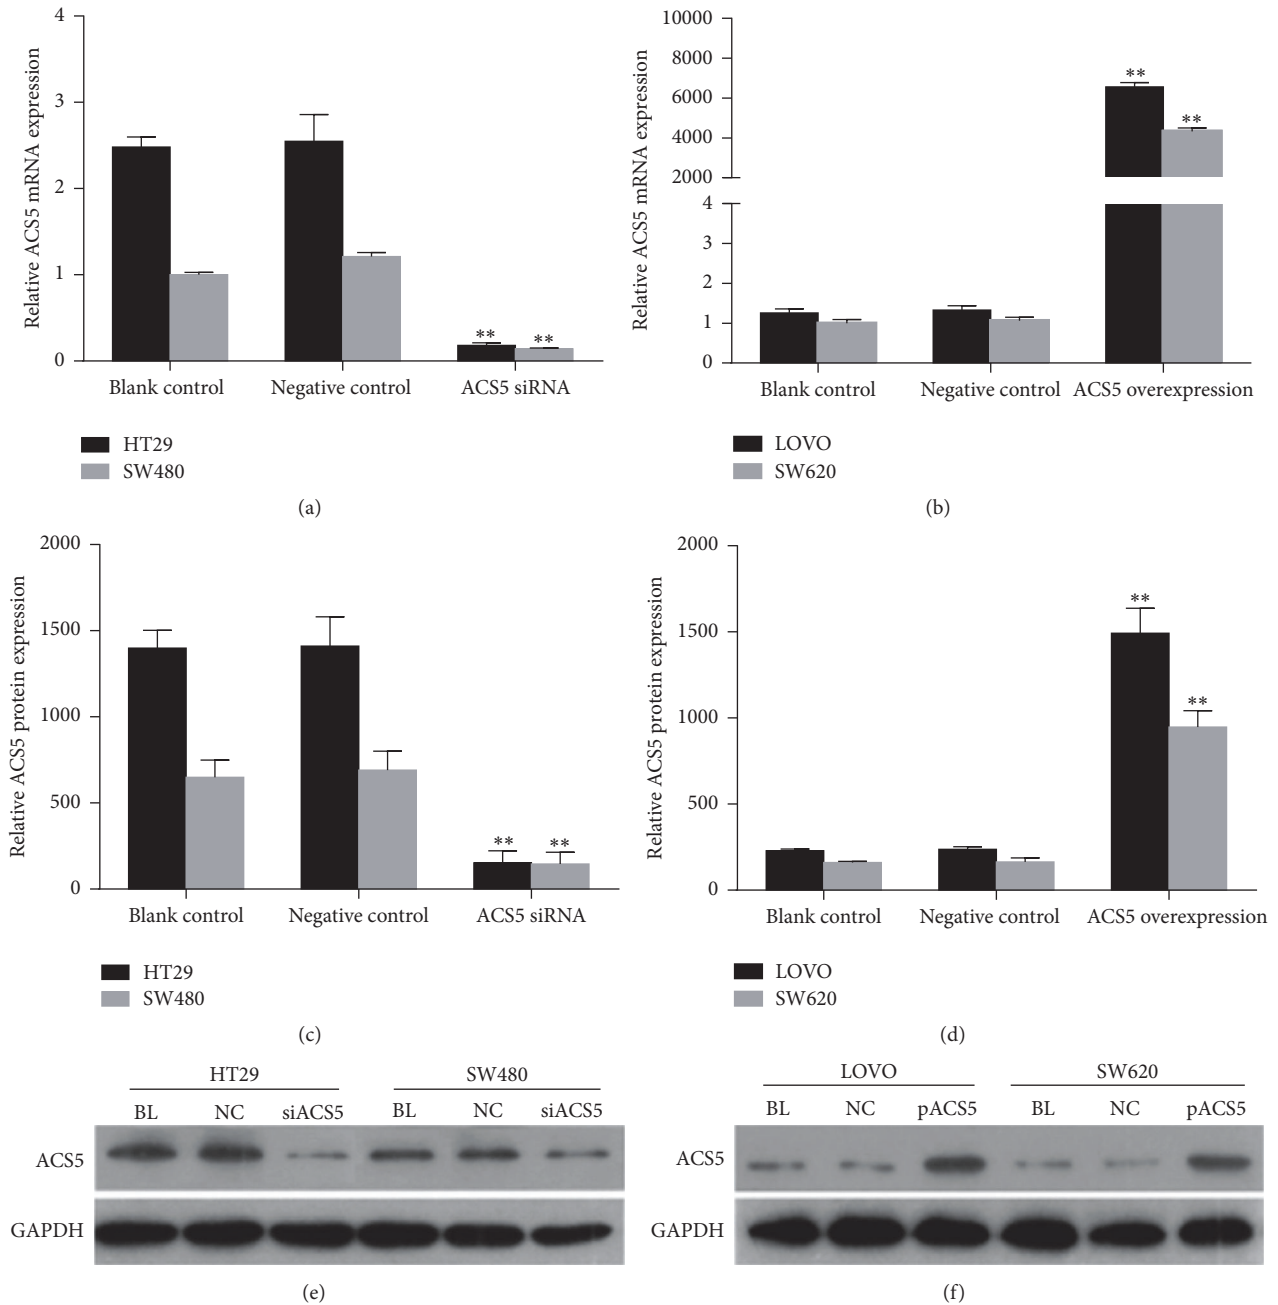 4
3
2
1
0
Relative ACS5 mRNA expression
** **
Blank control Negative control ACS5 siRNA
HT29
SW480
(a)
10000
8000
6000
4000
2000
4
3
2
1
0
Relative ACS5 mRNA expression
**
**
Blank control Negative control ACS5 overexpression
LOVO
SW620
(b)
2000
1500
1000
500
0
Relative ACS5 protein expression
** **
Blank control Negative control ACS5 siRNA
HT29
SW480
(c)
2000
1500
1000
500
0
Relative ACS5 protein expression
**
**
Blank control Negative control ACS5 overexpression
LOVO
SW620
(d)
HT29 SW480
BL NC siACS5 BL NC siACS5
ACS5
GAPDH
(e)
LOVO SW620
BL NC pACS5 BL NC pACS5
ACS5
GAPDH
(f)